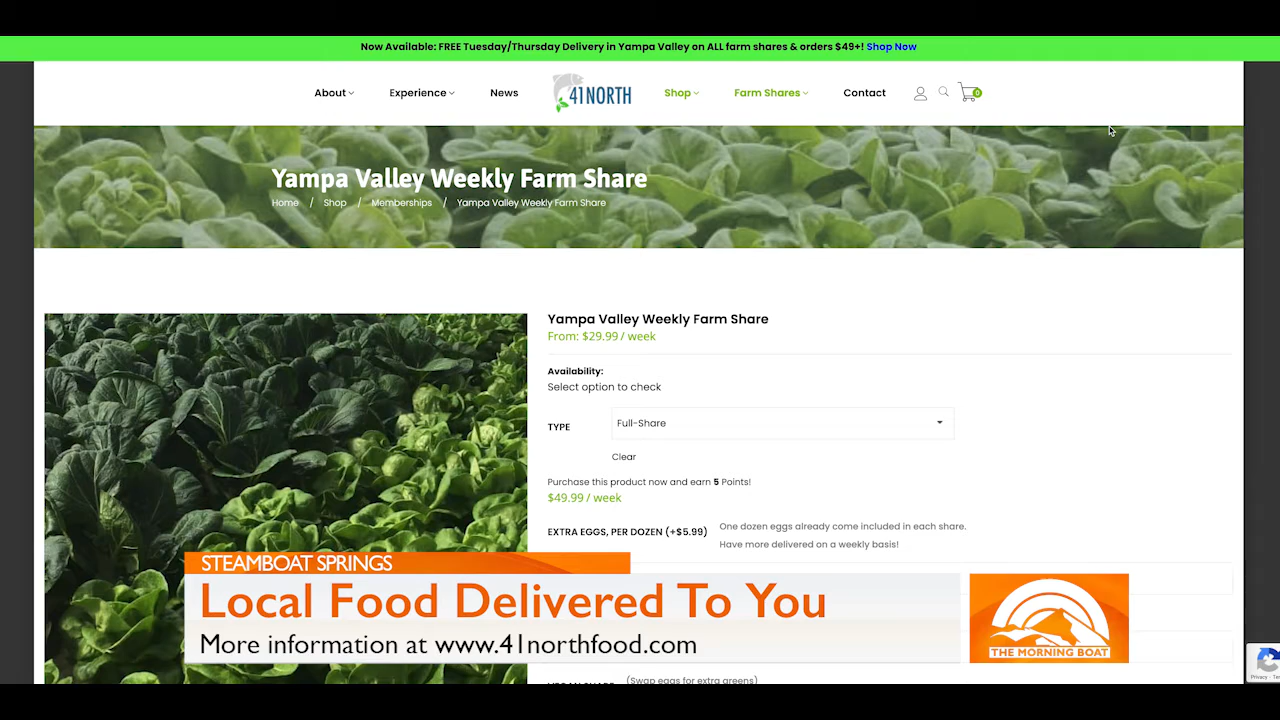 Now Available: FREE Tuesday/Thursday Delivery in Yampa Valley on ALL farm shares & orders $49+! Shop Now
About Experience News 41NORTH Shop Farm Shares Contact 0
Yampa Valley Weekly Farm Share
Home / Shop / Memberships / Yampa Valley Weekly Farm Share
Yampa Valley Weekly Farm Share
From: $29.99 / week
Availability:
Select option to check
TYPE Full-Share
Clear
Purchase this product now and earn 5 Points!
$49.99 / week
EXTRA EGGS, PER DOZEN (+$5.99) One dozen eggs already come included in each share.
Have more delivered on a weekly basis!
STEAMBOAT SPRINGS
Local Food Delivered To You
More information at www.41northfood.com
THE MORNING BOAT
(Swap eggs for extra greens)